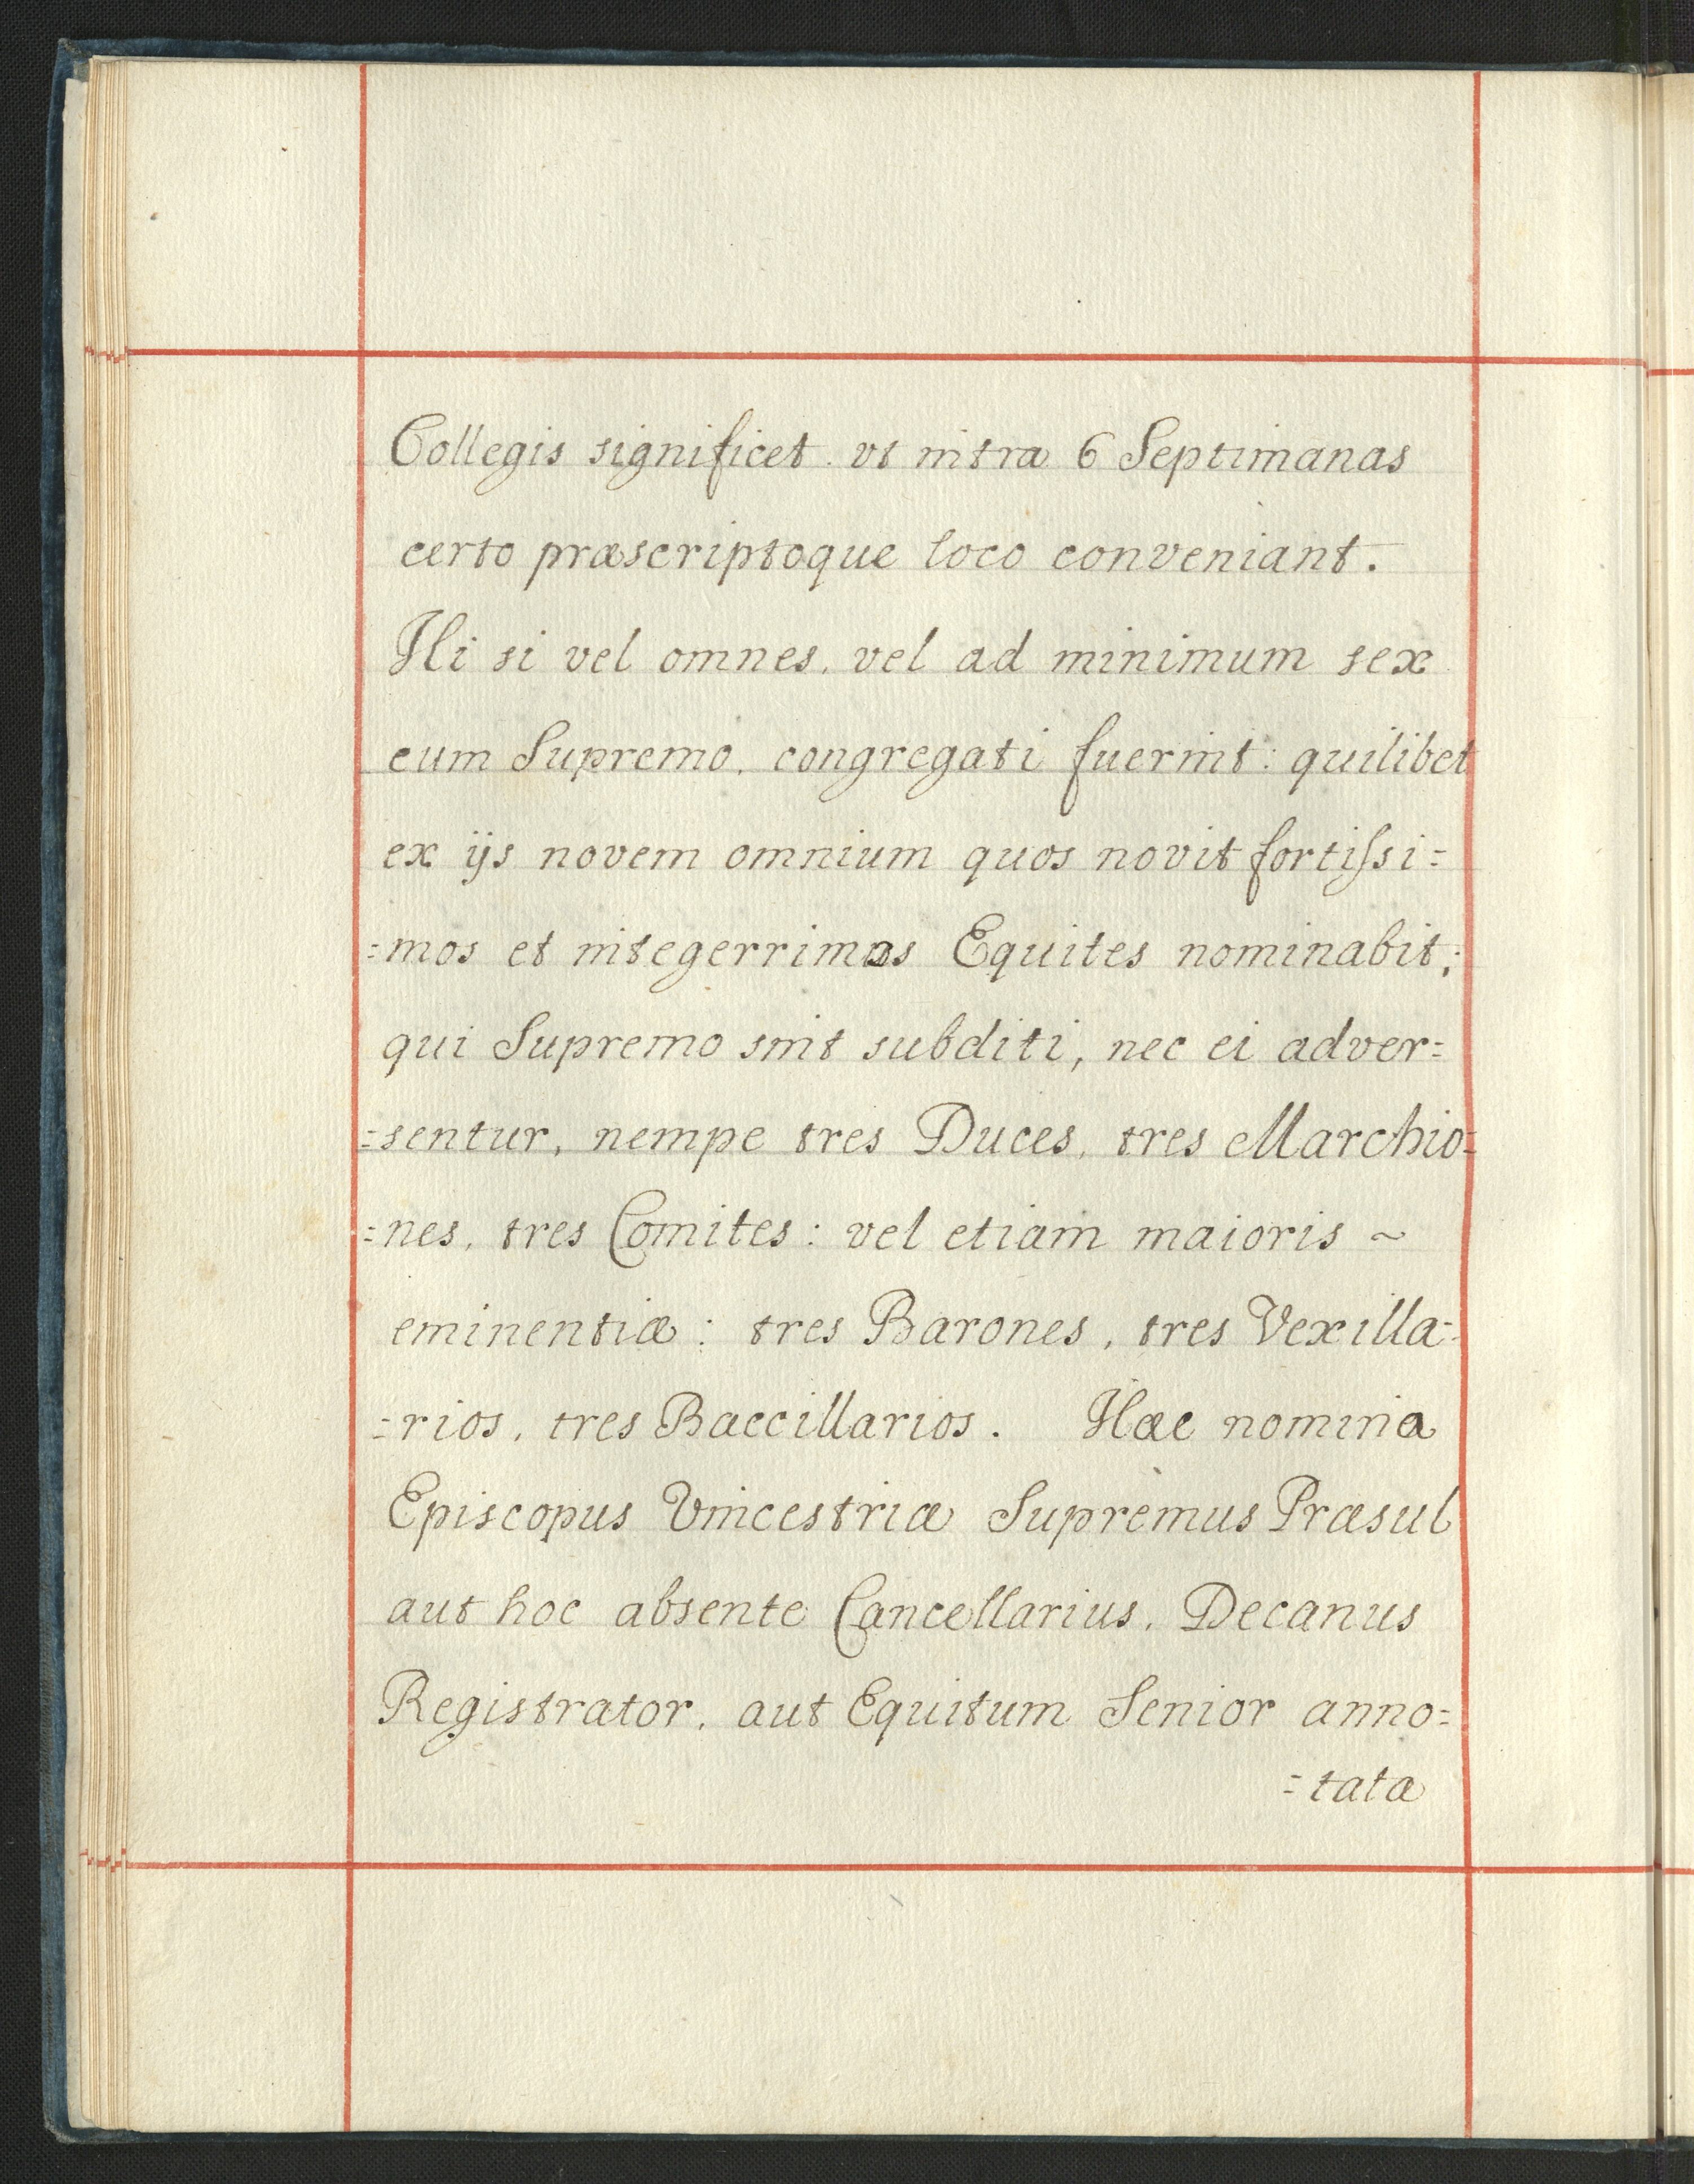 Collegis significet. vt intra 6 Septimanas
certo præscriptoque loco conveniant.
Hi si vel omnes, vel ad minimum sex
cum Supremo, congregati fuerint: quilibet
ex ijs novem omnium quos novit fortiſsi=
=mos et integerrimos Equites nominabit;
qui Supremo sint subditi, nec ei adver=
=sentur, nempe tres Duces, tres Marchio=
=nes, tres Comites: vel etiam maioris ~
eminentiæ: tres Barones, tres Vexilla=
=rios, tres Baccillarios. Hæc nomina
Episcopus Vincestriæ Supremus Præsul
aut hoc absente Cancellarius, Decanus
Registrator, aut Equitum Senior anno=
=tata